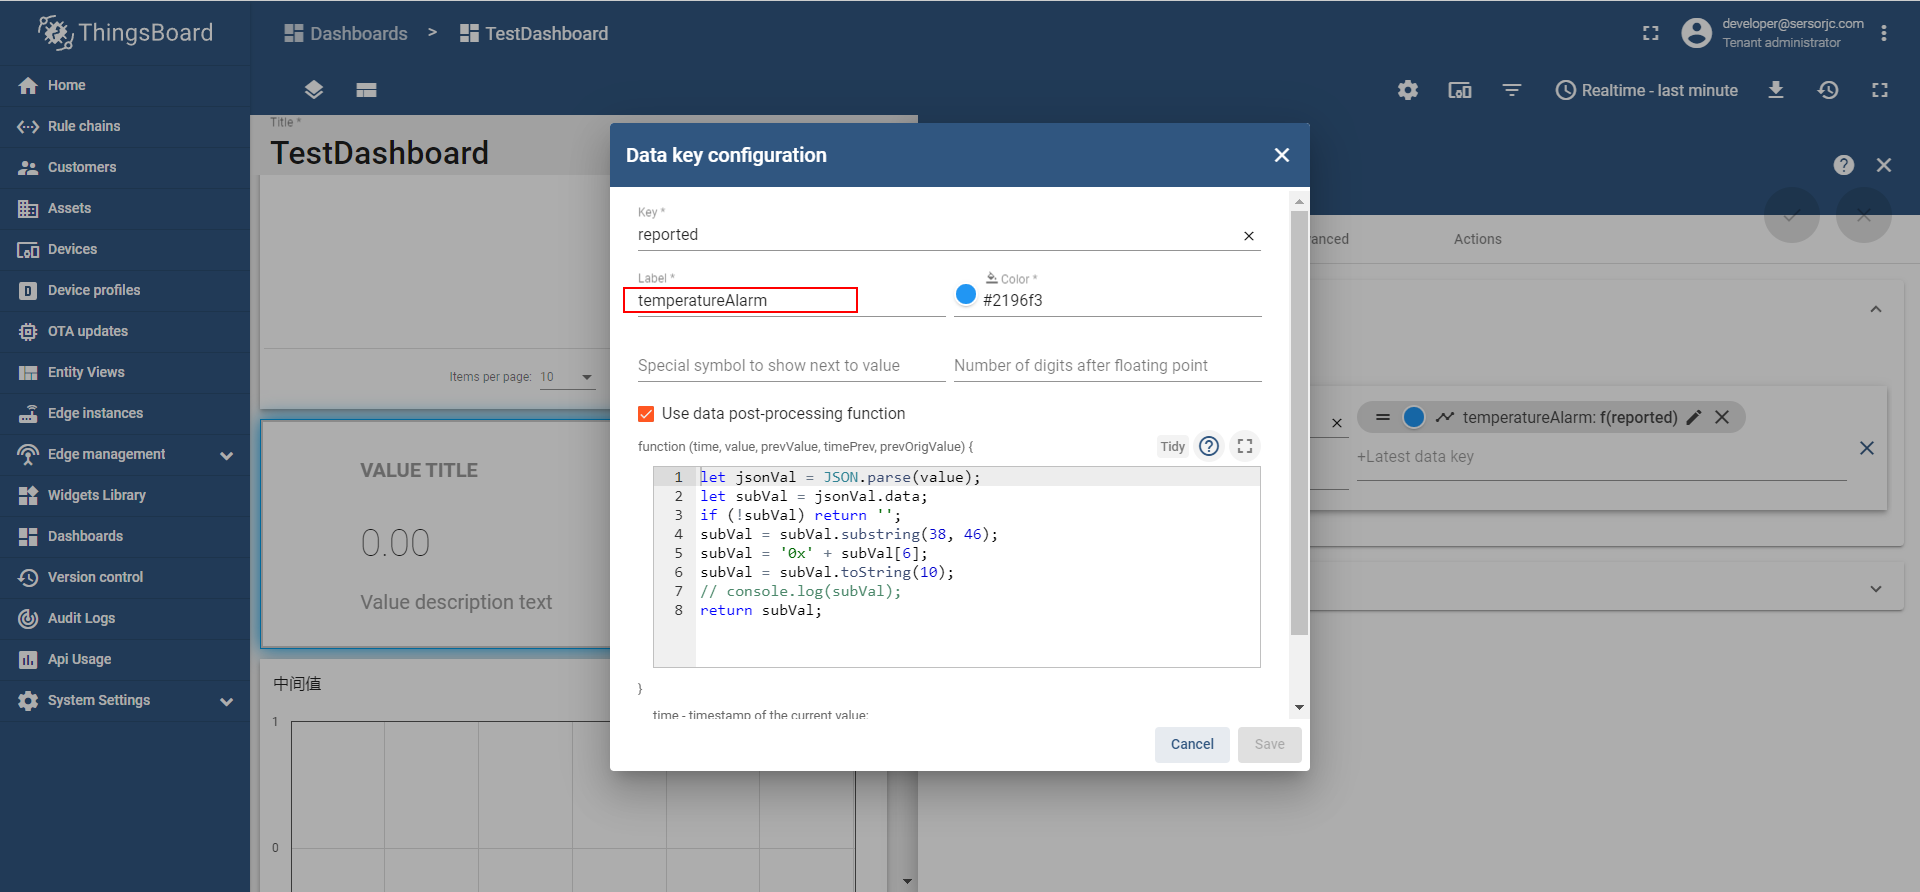 ThingsBoard
Dashboards > TestDashboard
developer@sersorjc.com
Tenant administrator
Realtime - last minute
Home
Rule chains
Customers
Assets
Devices
Device profiles
OTA updates
Entity Views
Edge instances
Edge management
Widgets Library
Dashboards
Version control
Audit Logs
Api Usage
System Settings
Title *
TestDashboard
Items per page: 10
VALUE TITLE
0.00
Value description text
中间值
1
0
Data key configuration
Key *
reported
Label *
temperatureAlarm
Color *
#2196f3
Special symbol to show next to value
Number of digits after floating point
Use data post-processing function
function (time, value, prevValue, timePrev, prevOrigValue) {
Tidy
1 let jsonVal = JSON.parse(value);
2 let subVal = jsonVal.data;
3 if (!subVal) return '';
4 subVal = subVal.substring(38, 46);
5 subVal = '0x' + subVal[6];
6 subVal = subVal.toString(10);
7 // console.log(subVal);
8 return subVal;
}
time - timestamp of the current value;
Cancel
Save
anced
Actions
temperatureAlarm: f(reported)
+Latest data key